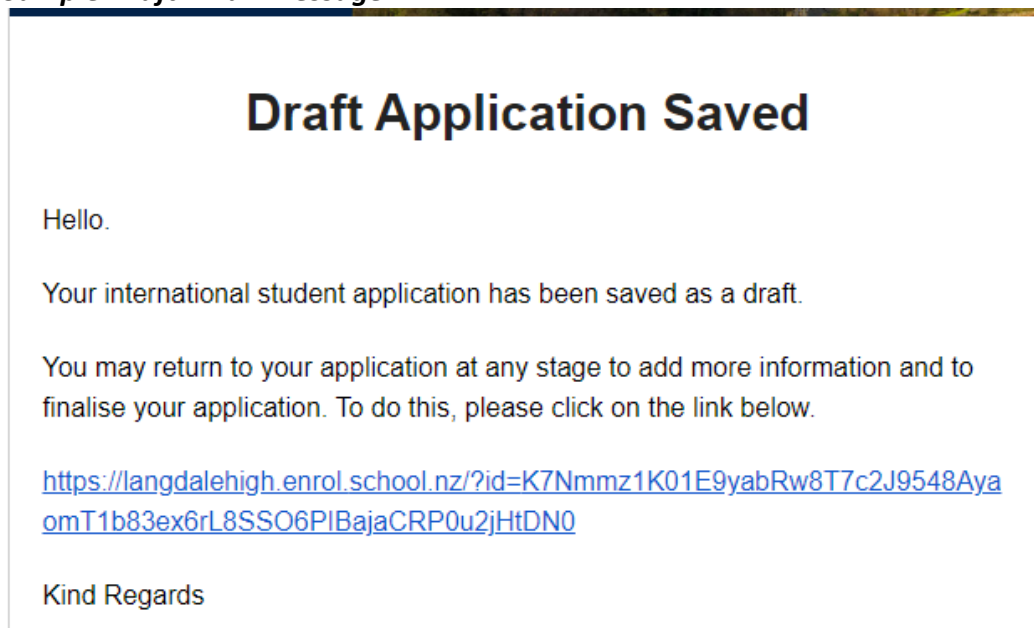 Draft Application Saved
Hello.
Your international student application has been saved as a draft.
You may return to your application at any stage to add more information and to
finalise your application. To do this, please click on the link below.
https://langdalehigh.enrol.school.nz/?id=K7Nmmz1K01E9yabRw8T7c2J9548Aya
omT1b83ex6rL8SSO6PIBajaCRP0u2jHtDN0
Kind Regards